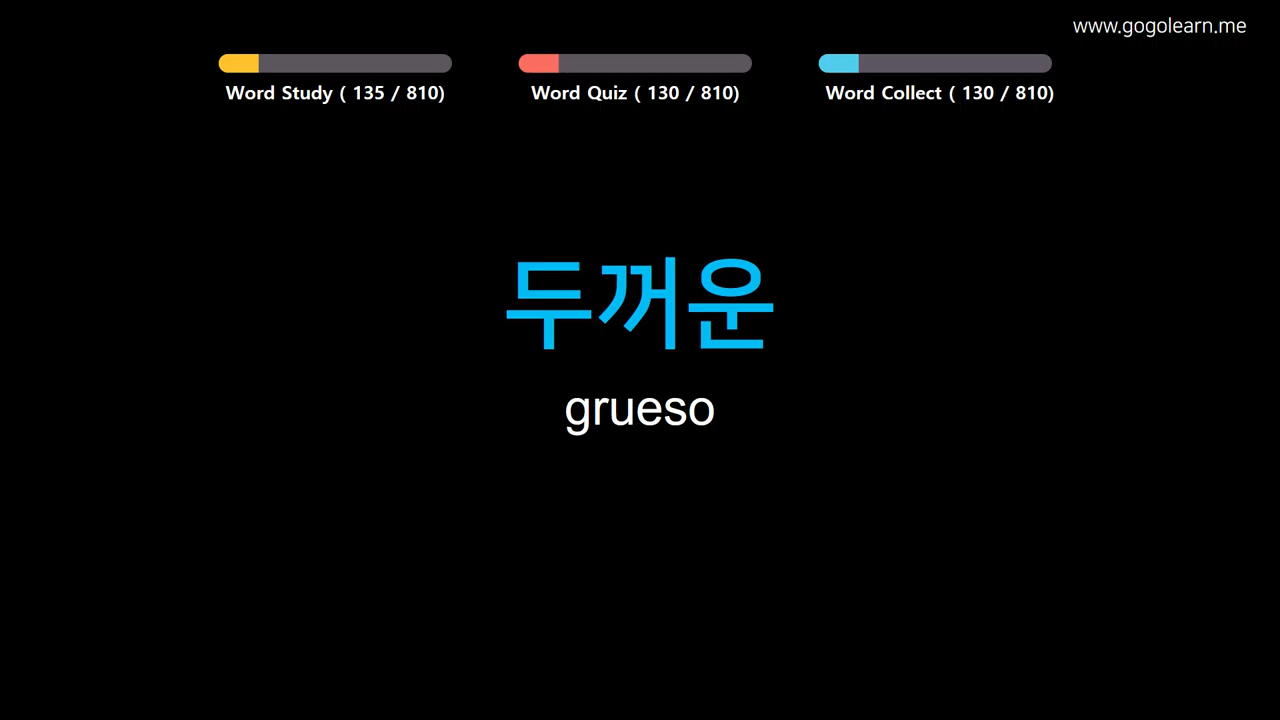 www.gogolearn.me
Word Study ( 135 / 810)
Word Quiz ( 130 / 810)
Word Collect ( 130 / 810)
두꺼운
grueso